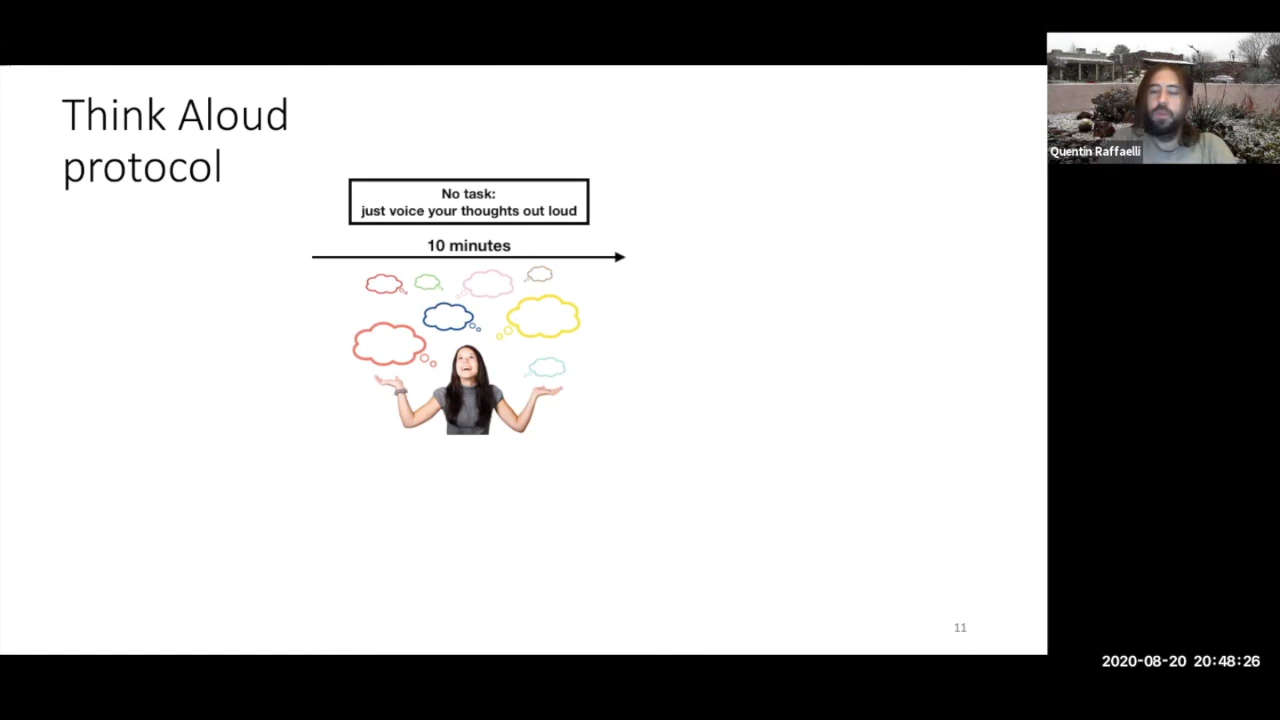 Think Aloud
protocol
No task:
just voice your thoughts out loud
10 minutes
Quentin Raffaelli
11
2020-08-20 20:48:26